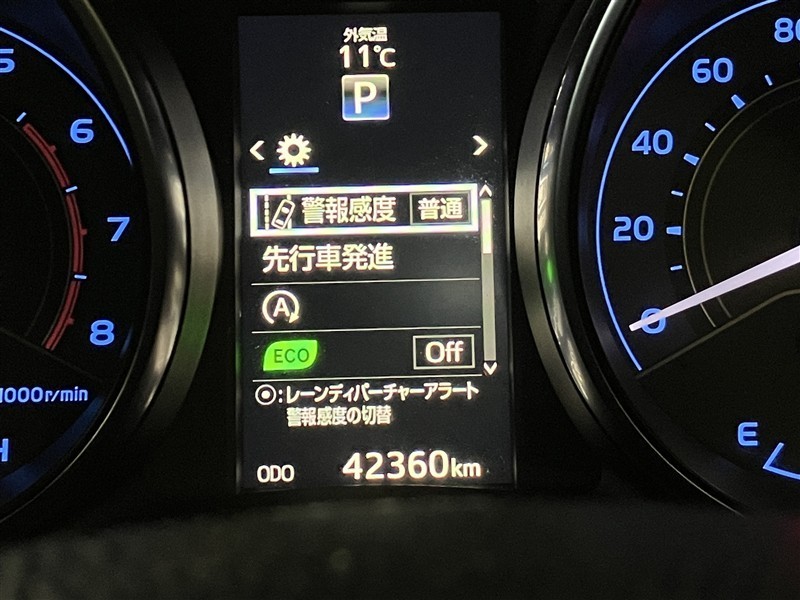 外気温
11℃
P
警報感度 普通
先行車発進
A
ECO Off
◎:レーンディパーチャーアラート
警報感度の切替
ODO 42360km
5
6
7
8
1000r/min
H
80
60
40
20
0
E